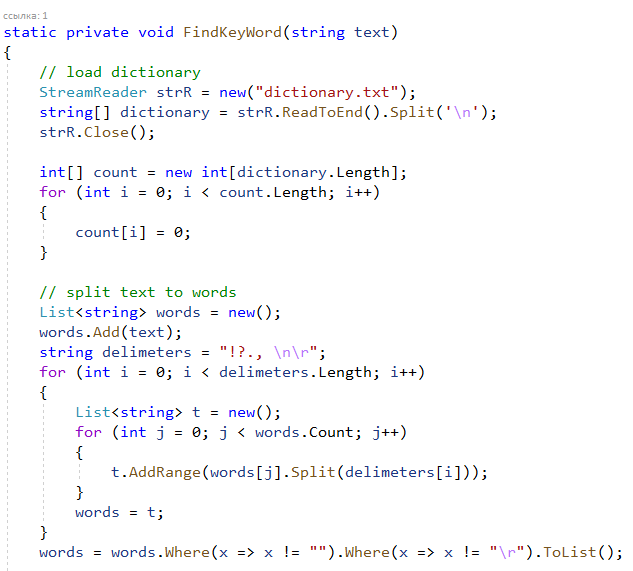 ссылка: 1
static private void FindKeyWord(string text)
{
    // load dictionary
    StreamReader strR = new("dictionary.txt");
    string[] dictionary = strR.ReadToEnd().Split('\n');
    strR.Close();

    int[] count = new int[dictionary.Length];
    for (int i = 0; i < count.Length; i++)
    {
        count[i] = 0;
    }

    // split text to words
    List<string> words = new();
    words.Add(text);
    string delimeters = "!?., \n\r";
    for (int i = 0; i < delimeters.Length; i++)
    {
        List<string> t = new();
        for (int j = 0; j < words.Count; j++)
        {
            t.AddRange(words[j].Split(delimeters[i]));
        }
        words = t;
    }
    words = words.Where(x => x != "").Where(x => x != "\r").ToList();